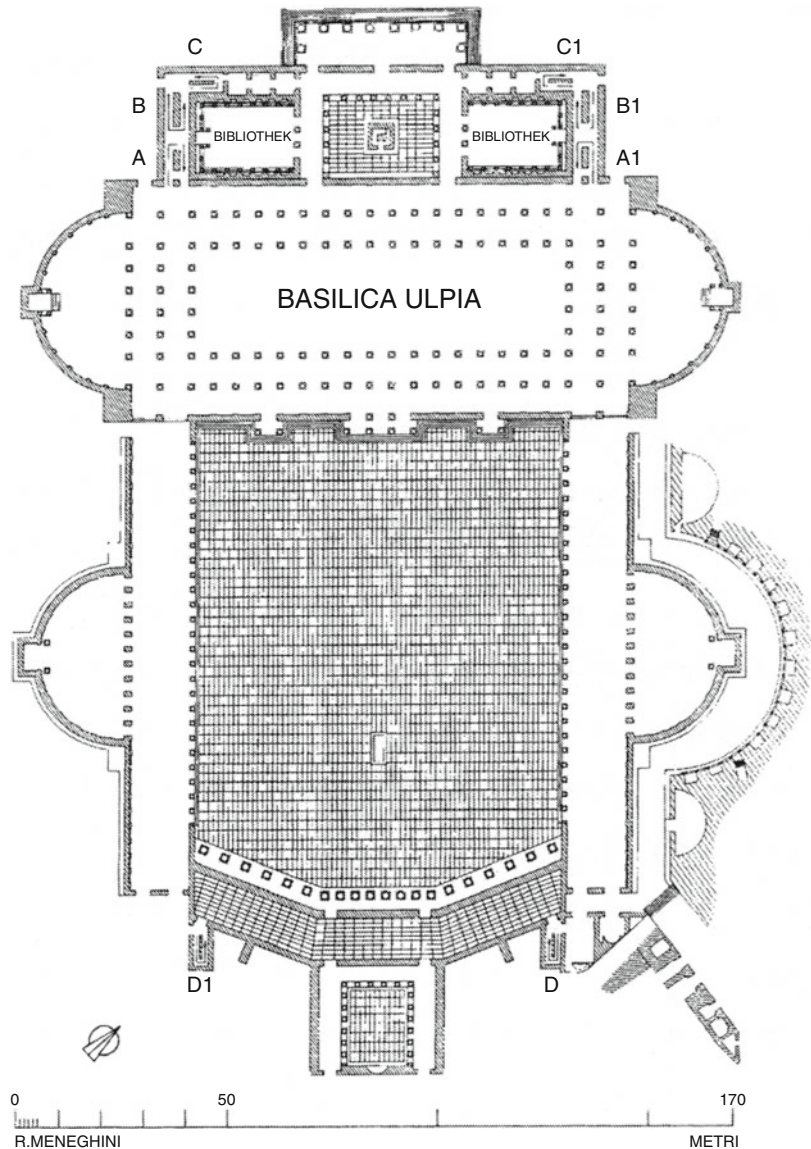 C C1
B B1
BIBLIOTHEK BIBLIOTHEK
A A1
BASILICA ULPIA
D1 D
0 50 170
R.MENEGHINI METRI